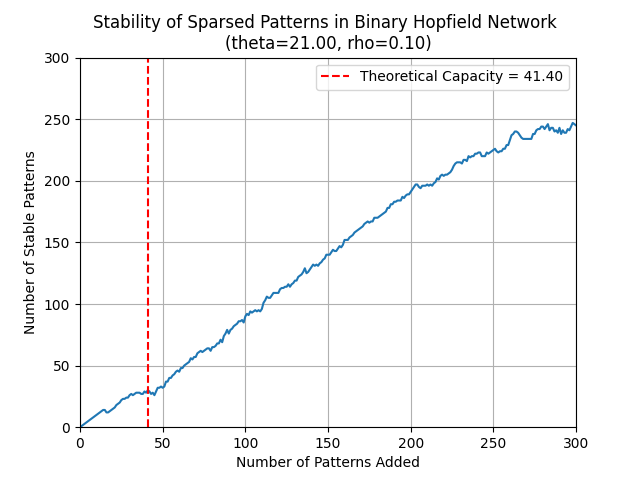 Stability of Sparsed Patterns in Binary Hopfield Network
(theta=21.00, rho=0.10)
Theoretical Capacity = 41.40
Number of Stable Patterns
300
250
200
150
100
50
0
0 50 100 150 200 250 300
Number of Patterns Added